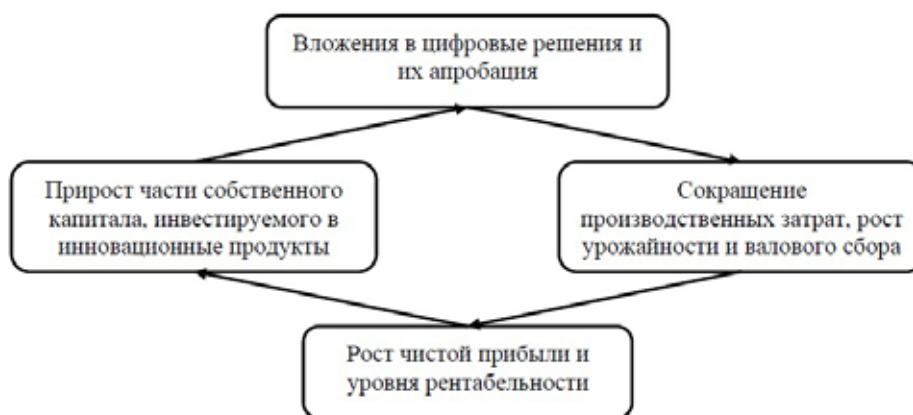 Вложения в цифровые решения и
их апробация
Прирост части собственного
капитала, инвестируемого в
инновационные продукты
Сокращение
производственных затрат, рост
урожайности и валового сбора
Рост чистой прибыли и
уровня рентабельности